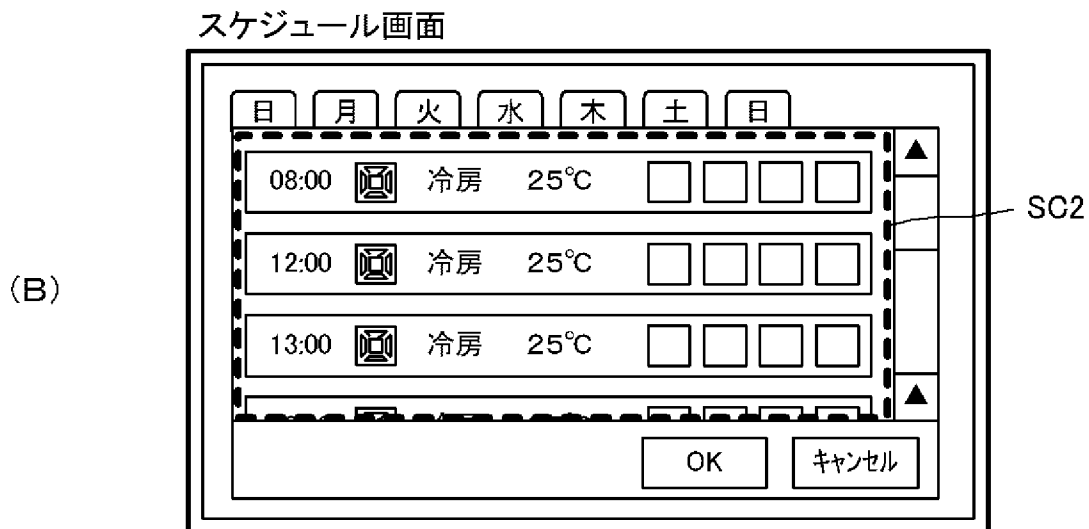 スケジュール画面
日 月 火 水 木 土 日
▲
08:00 冷房 25℃
SC2
12:00 冷房 25℃
(B)
13:00 冷房 25℃
▲
OK キャンセル